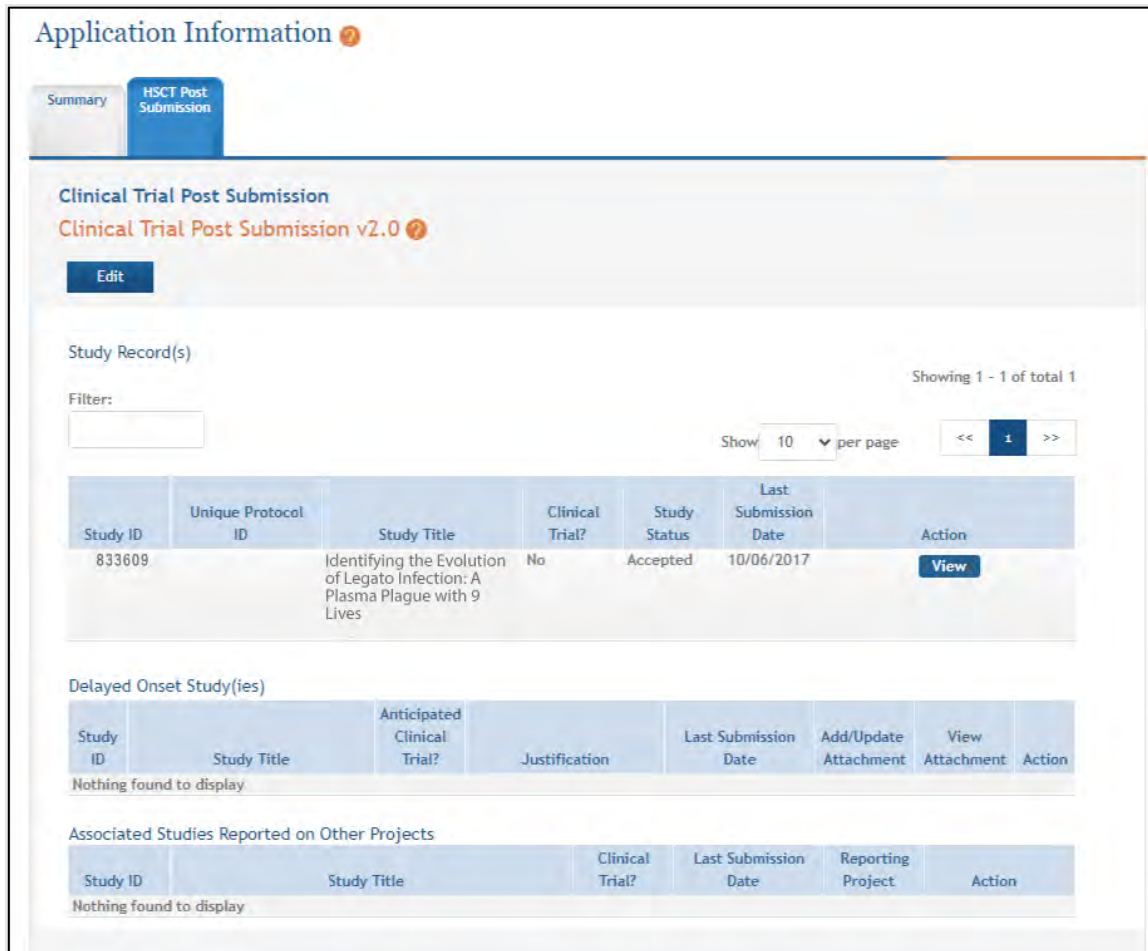 Application Information
Summary
HSCT Post
Submission
Clinical Trial Post Submission
Clinical Trial Post Submission v2.0
Edit
Study Record(s)
Showing 1 - 1 of total 1
Filter:
Show 10 per page << 1 >>
Study ID
Unique Protocol
ID
Study Title
Clinical
Trial?
Study
Status
Last
Submission
Date
Action
833609
Identifying the Evolution
of Legato Infection: A
Plasma Plague with 9
Lives
No
Accepted
10/06/2017
View
Delayed Onset Study(ies)
Study
ID
Study Title
Anticipated
Clinical
Trial?
Justification
Last Submission
Date
Add/Update
Attachment
View
Attachment
Action
Nothing found to display
Associated Studies Reported on Other Projects
Study ID
Study Title
Clinical
Trial?
Last Submission
Date
Reporting
Project
Action
Nothing found to display